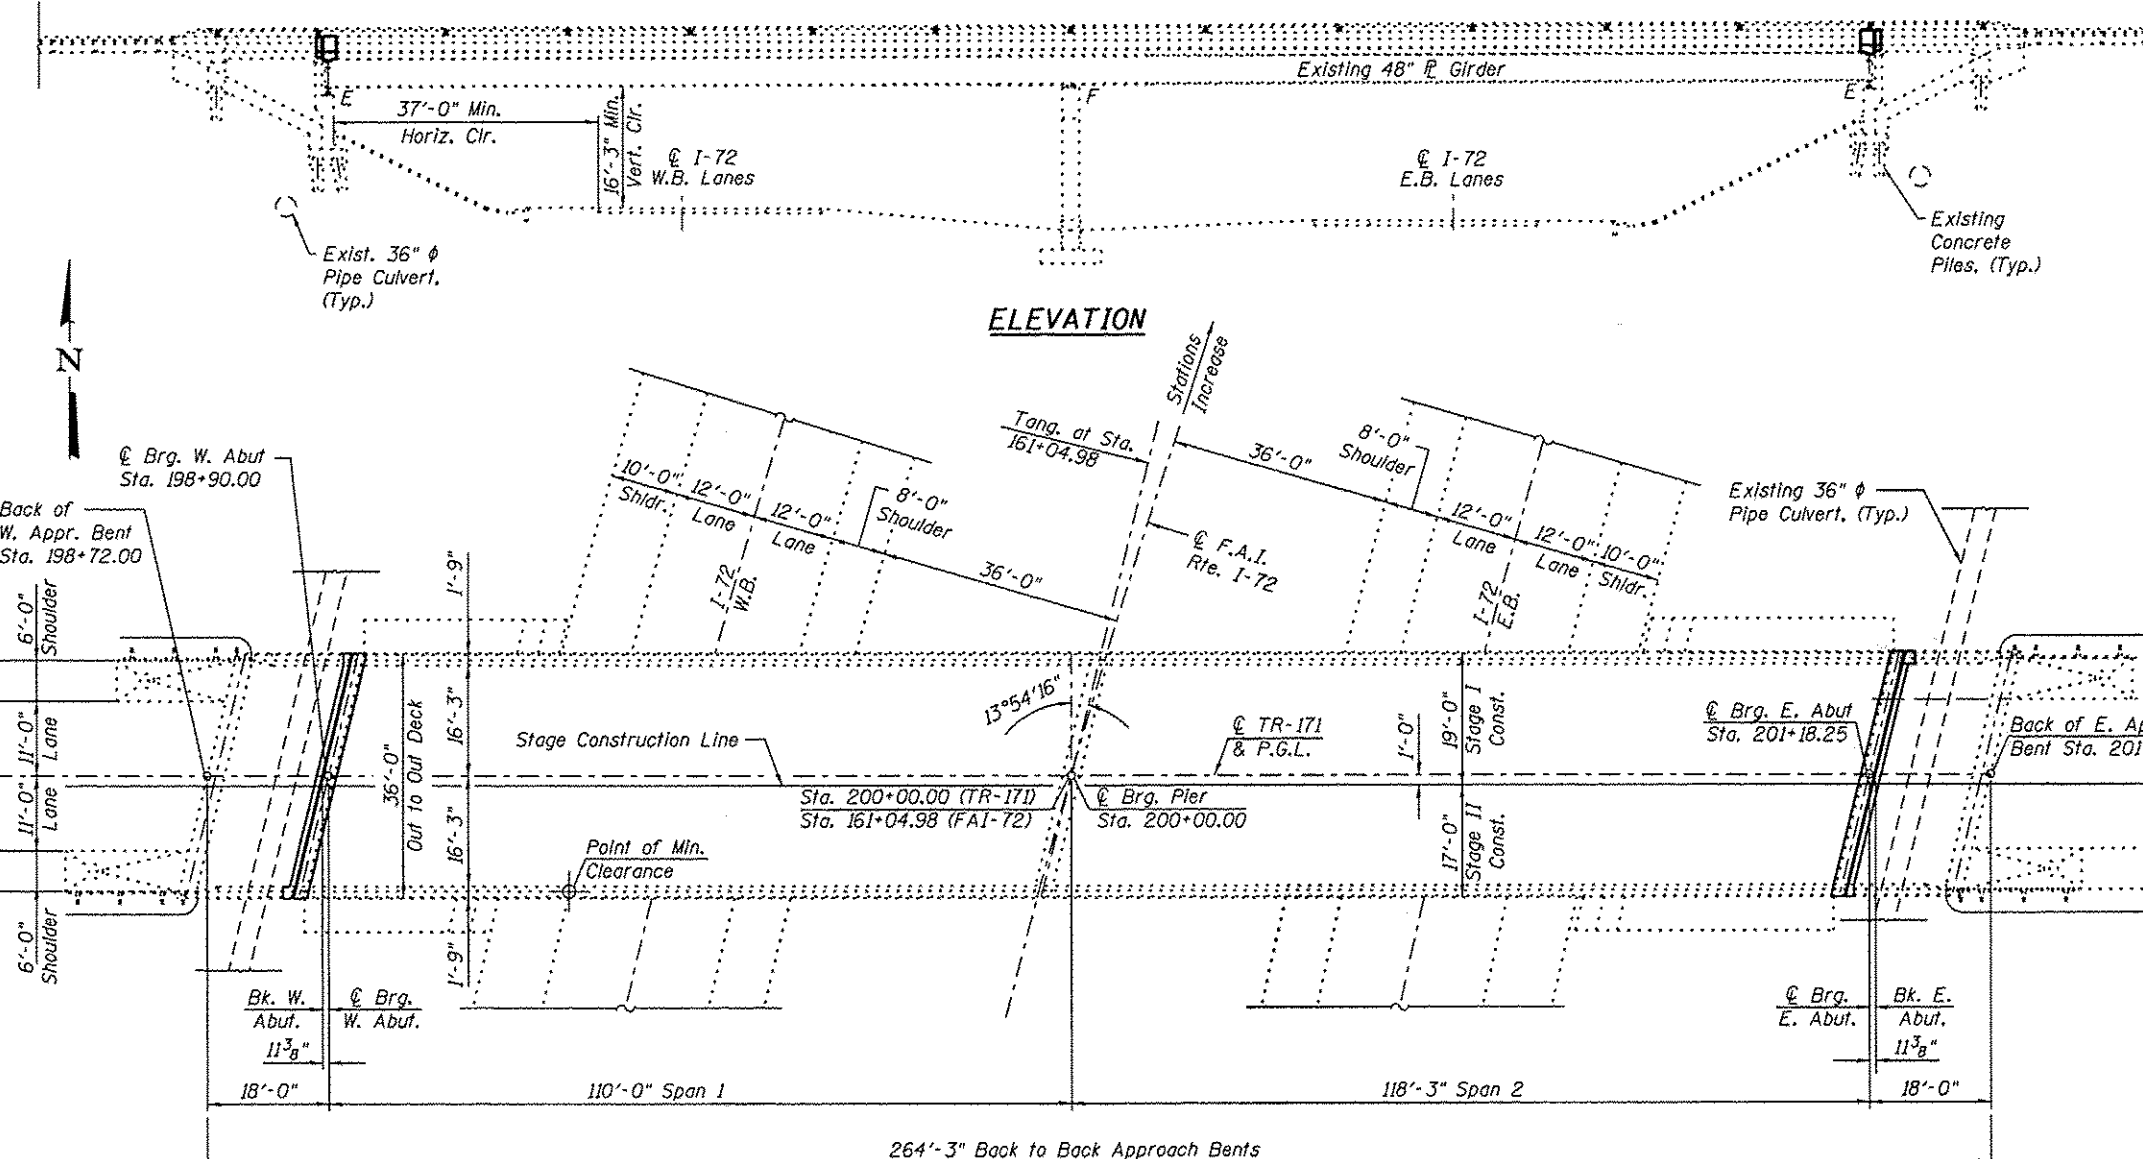 Existing 48" ℄ Girder
E
F
E
37'-0" Min.
Horiz. Clr.
16'-3" Min.
Vert. Clr.
℄ I-72
W.B. Lanes
℄ I-72
E.B. Lanes
Exist. 36" ϕ
Pipe Culvert.
(Typ.)
Existing
Concrete
Piles. (Typ.)
ELEVATION
N
Stations
Increase
Tang. at Sta.
161+04.98
36'-0"
8'-0"
Shoulder
12'-0"
Lane
12'-0"
Lane
10'-0"
Shldr.
I-72
E.B.
Existing 36" ϕ
Pipe Culvert. (Typ.)
℄ Brg. W. Abut
Sta. 198+90.00
Back of
W. Appr. Bent
Sta. 198+72.00
10'-0"
Shldr.
12'-0"
Lane
12'-0"
Lane
8'-0"
Shoulder
36'-0"
I-72
W.B.
℄ F.A.I.
Rte. I-72
6'-0"
Shoulder
11'-0"
Lane
11'-0"
Lane
6'-0"
Shoulder
1'-9"
16'-3"
16'-3"
1'-9"
36'-0"
Out to Out Deck
13°54'16"
Stage Construction Line
℄ TR-171
& P.G.L.
1'-0"
19'-0"
Stage I
Const.
17'-0"
Stage II
Const.
℄ Brg. E. Abut
Sta. 201+18.25
Back of E. Ap
Bent Sta. 201
Sta. 200+00.00 (TR-171)
Sta. 161+04.98 (FAI-72)
℄ Brg. Pier
Sta. 200+00.00
Point of Min.
Clearance
Bk. W.
Abut.
℄ Brg.
W. Abut.
11 3/8"
℄ Brg.
E. Abut.
Bk. E.
Abut.
11 3/8"
18'-0"
110'-0" Span 1
118'-3" Span 2
18'-0"
264'-3" Back to Back Approach Bents